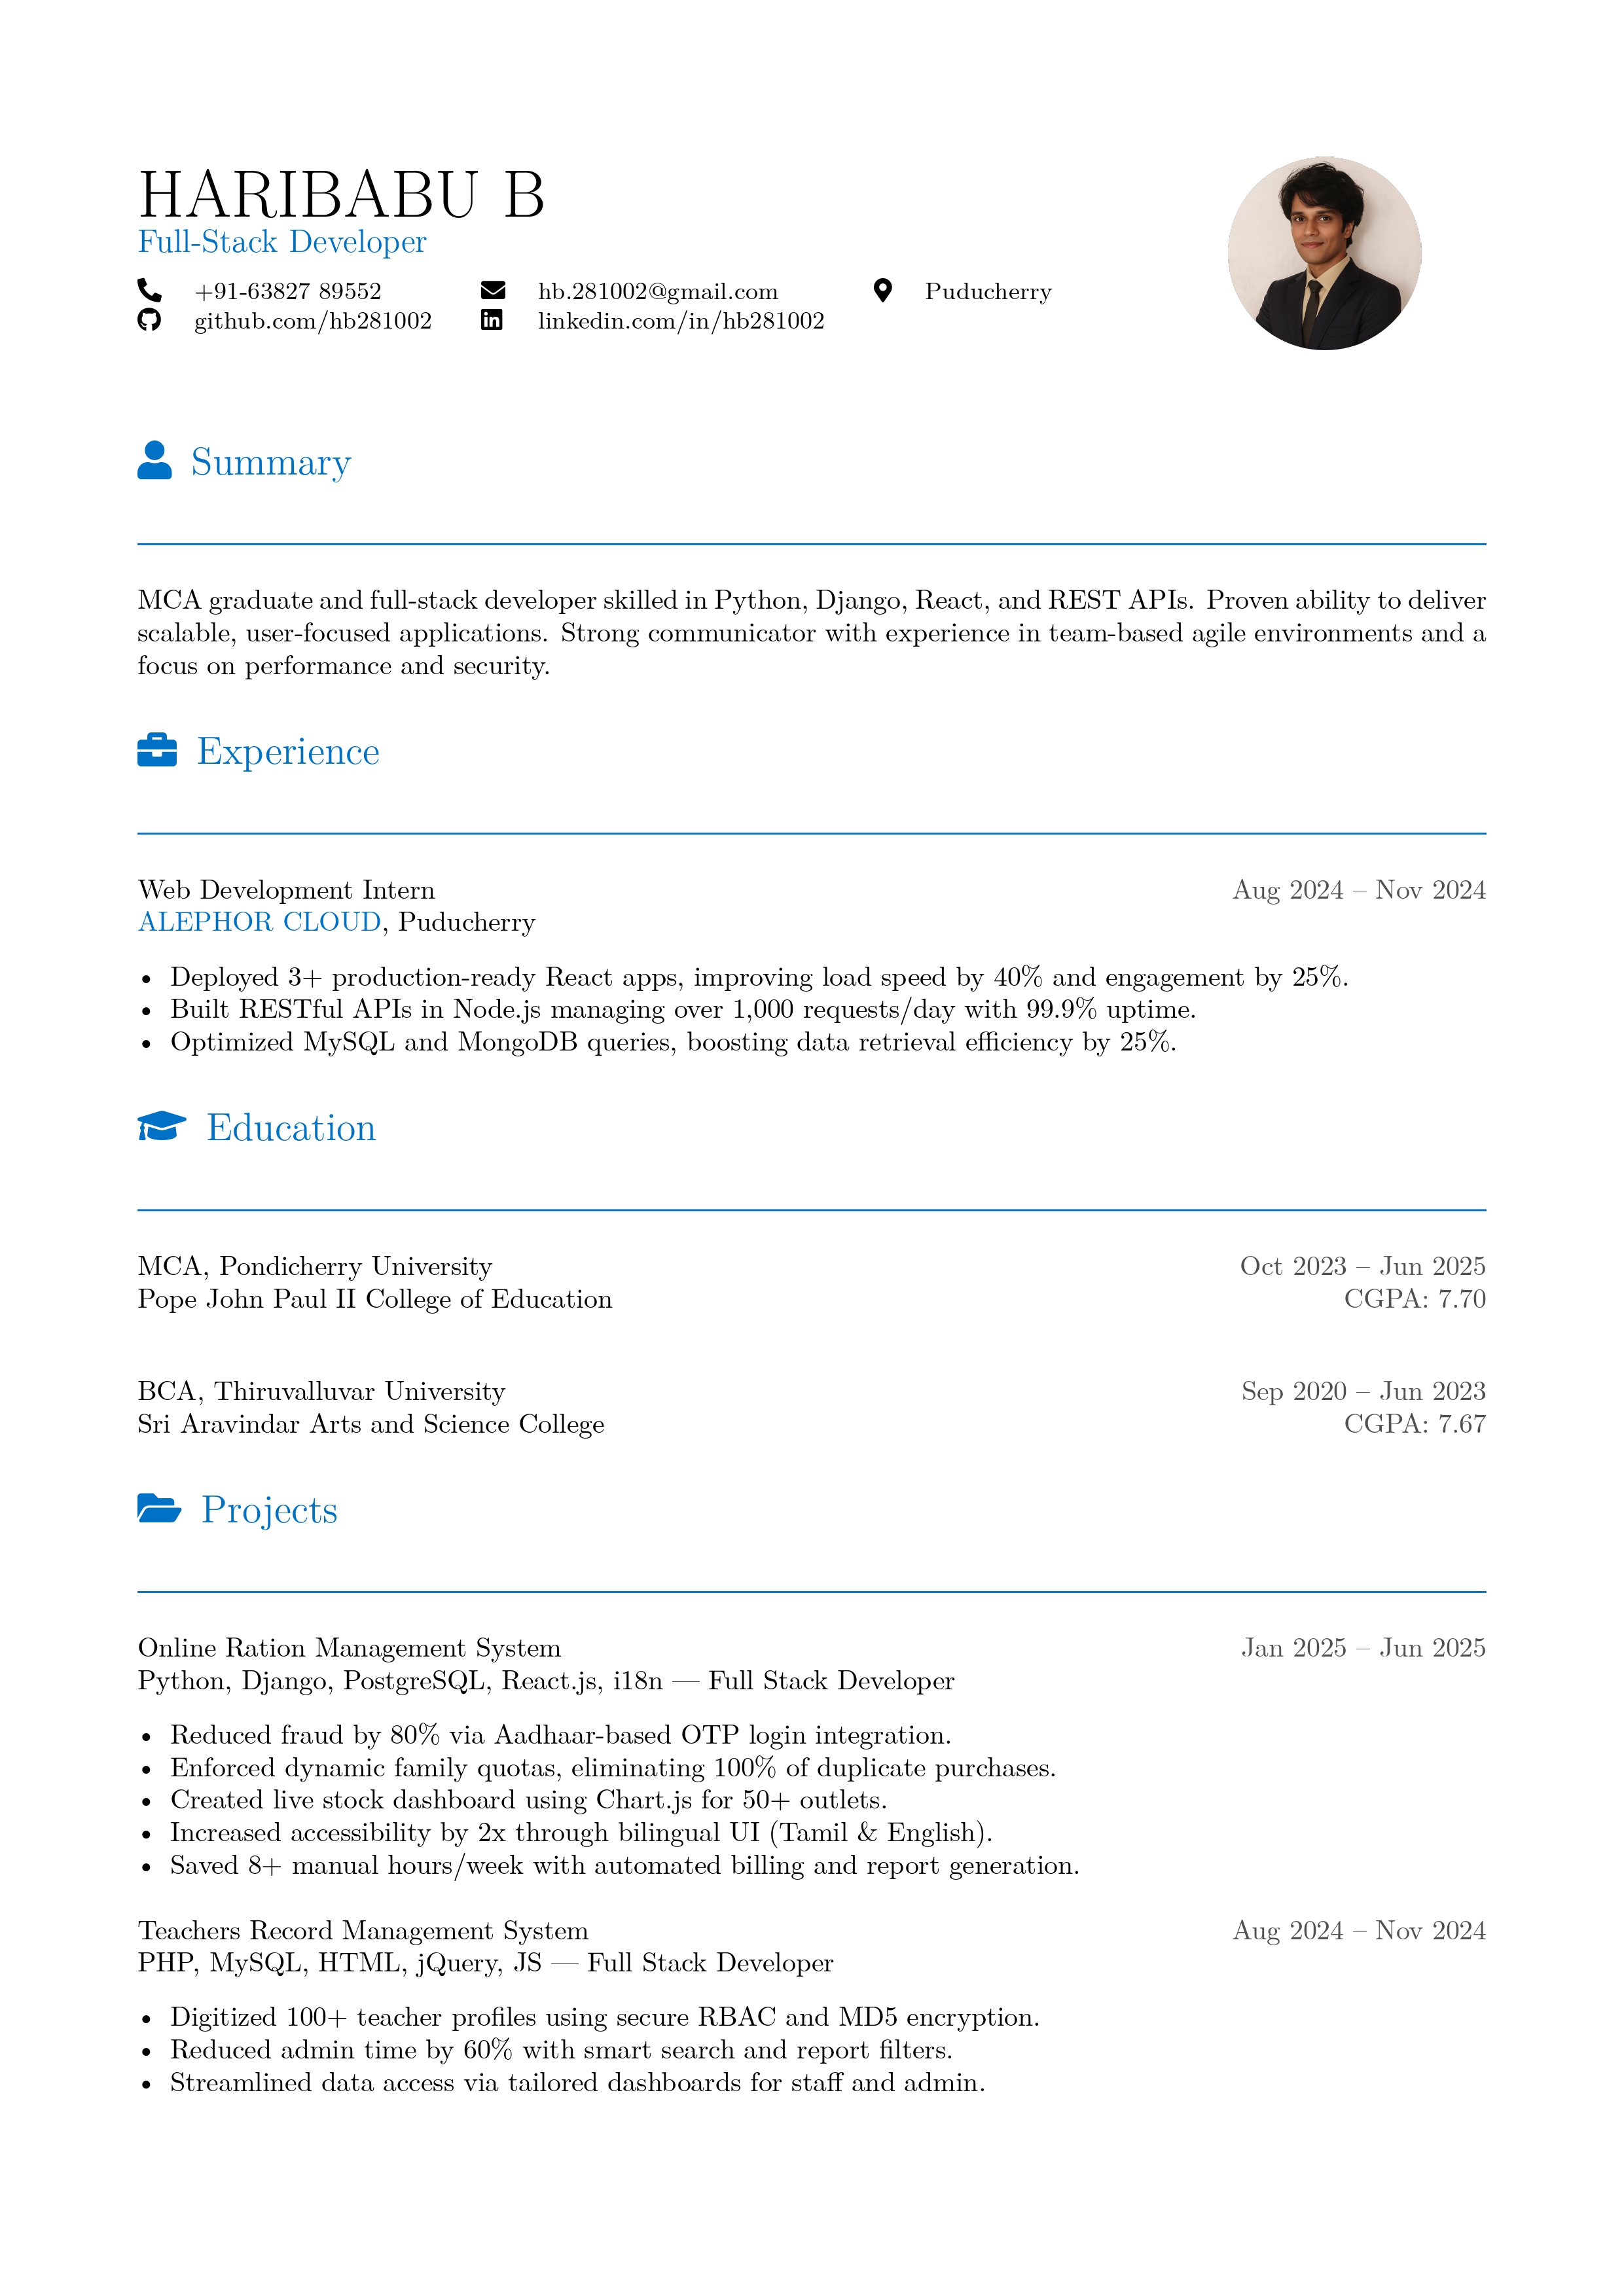 HARIBABU B
Full-Stack Developer
+91-63827 89552 hb.281002@gmail.com Puducherry
github.com/hb281002 linkedin.com/in/hb281002
Summary
MCA graduate and full-stack developer skilled in Python, Django, React, and REST APIs. Proven ability to deliver
scalable, user-focused applications. Strong communicator with experience in team-based agile environments and a
focus on performance and security.
Experience
Web Development Intern Aug 2024 – Nov 2024
ALEPHOR CLOUD, Puducherry
• Deployed 3+ production-ready React apps, improving load speed by 40% and engagement by 25%.
• Built RESTful APIs in Node.js managing over 1,000 requests/day with 99.9% uptime.
• Optimized MySQL and MongoDB queries, boosting data retrieval efficiency by 25%.
Education
MCA, Pondicherry University Oct 2023 – Jun 2025
Pope John Paul II College of Education CGPA: 7.70
BCA, Thiruvalluvar University Sep 2020 – Jun 2023
Sri Aravindar Arts and Science College CGPA: 7.67
Projects
Online Ration Management System Jan 2025 – Jun 2025
Python, Django, PostgreSQL, React.js, i18n — Full Stack Developer
• Reduced fraud by 80% via Aadhaar-based OTP login integration.
• Enforced dynamic family quotas, eliminating 100% of duplicate purchases.
• Created live stock dashboard using Chart.js for 50+ outlets.
• Increased accessibility by 2x through bilingual UI (Tamil & English).
• Saved 8+ manual hours/week with automated billing and report generation.
Teachers Record Management System Aug 2024 – Nov 2024
PHP, MySQL, HTML, jQuery, JS — Full Stack Developer
• Digitized 100+ teacher profiles using secure RBAC and MD5 encryption.
• Reduced admin time by 60% with smart search and report filters.
• Streamlined data access via tailored dashboards for staff and admin.